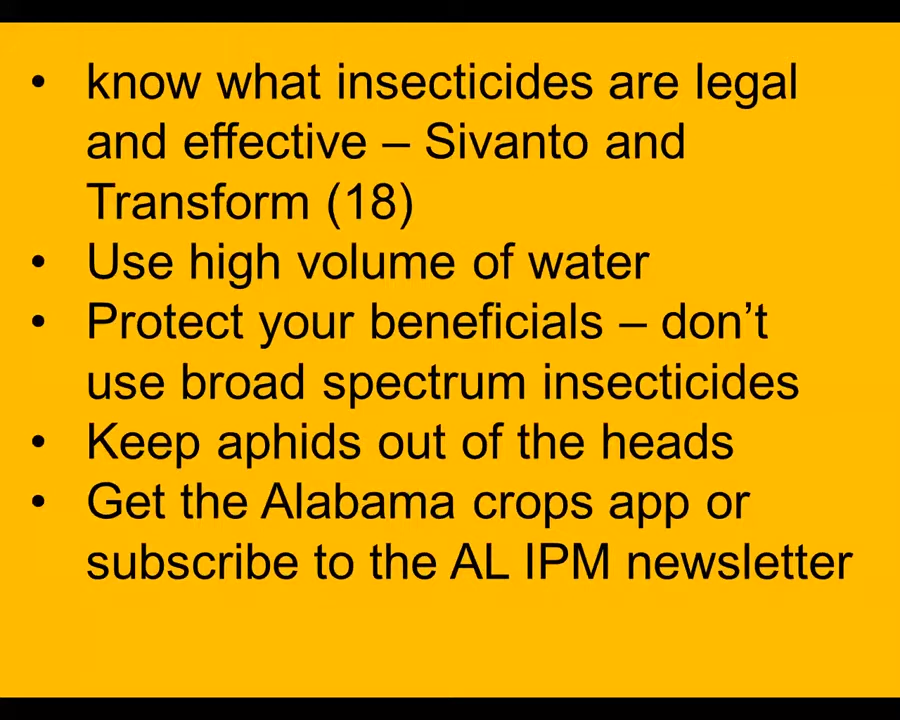 • know what insecticides are legal
and effective – Sivanto and
Transform (18)
• Use high volume of water
• Protect your beneficials – don’t
use broad spectrum insecticides
• Keep aphids out of the heads
• Get the Alabama crops app or
subscribe to the AL IPM newsletter